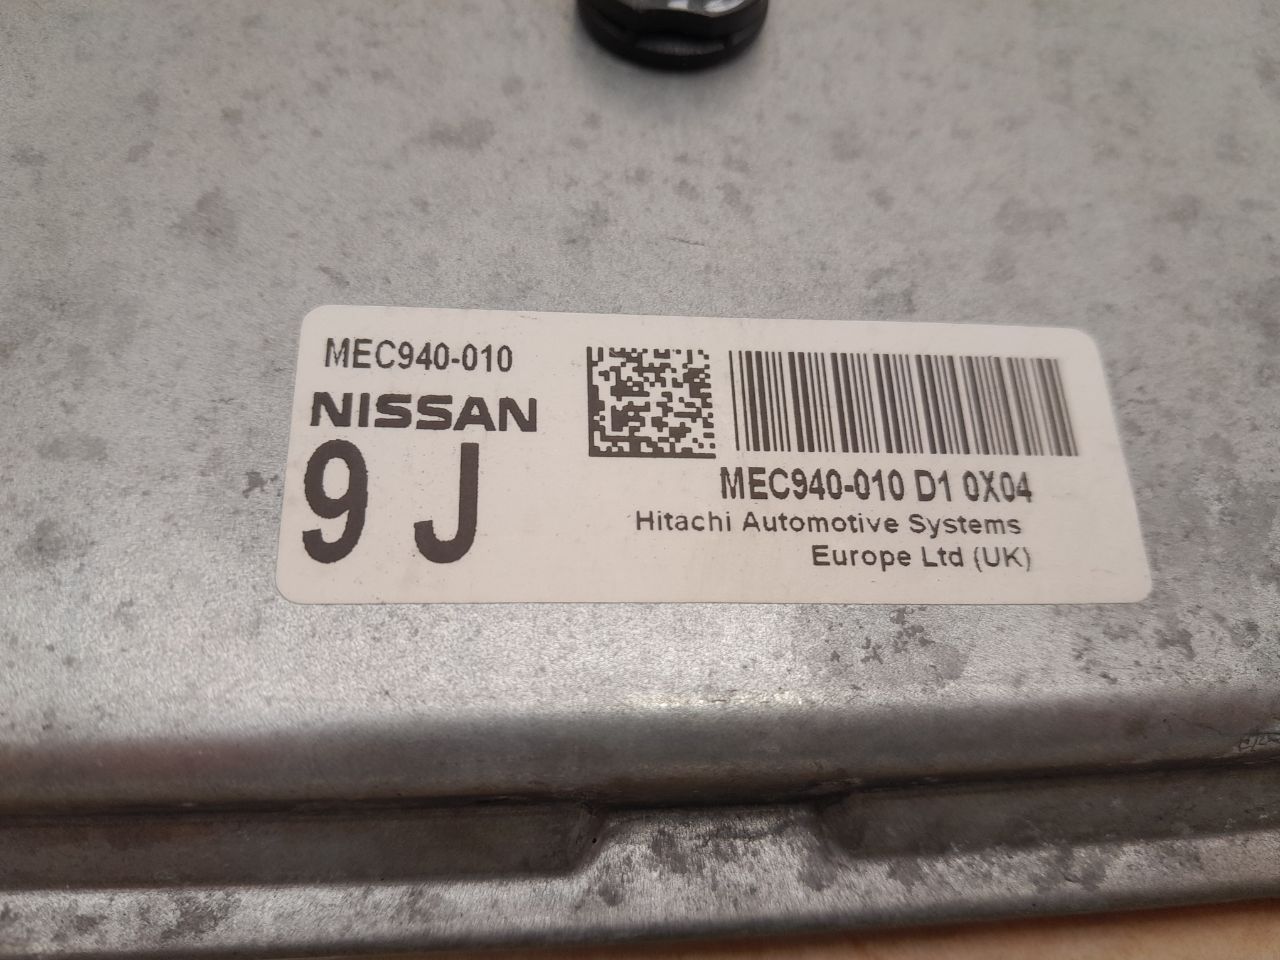 MEC940-010
NISSAN
9 J
MEC940-010 D1 0X04
Hitachi Automotive Systems
Europe Ltd (UK)